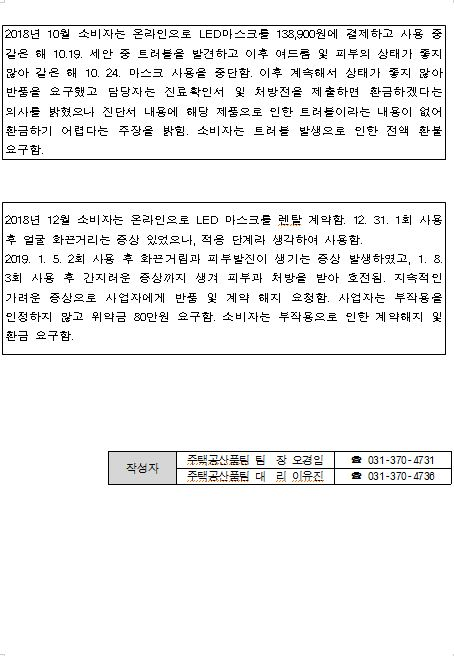 2018년 10월 소비자는 온라인으로 LED마스크를 138,900원에 결제하고 사용 중
같은 해 10.19. 세안 중 트러블을 발견하고 이후 여드름 및 피부의 상태가 좋지
않아 같은 해 10. 24. 마스크 사용을 중단함. 이후 계속해서 상태가 좋지 않아
반품을 요구했고 담당자는 진료확인서 및 처방전을 제출하면 환급하겠다는
의사를 밝혔으나 진단서 내용에 해당 제품으로 인한 트러블이라는 내용이 없어
환급하기 어렵다는 주장을 밝힘. 소비자는 트러블 발생으로 인한 전액 환불
요구함.
2018년 12월 소비자는 온라인으로 LED 마스크를 렌탈 계약함. 12. 31. 1회 사용
후 얼굴 화끈거리는 증상 있었으나, 적응 단계라 생각하여 사용함.
2019. 1. 5. 2회 사용 후 화끈거림과 피부발진이 생기는 증상 발생하였고, 1. 8.
3회 사용 후 간지러운 증상까지 생겨 피부과 처방을 받아 호전됨. 지속적인
가려운 증상으로 사업자에게 반품 및 계약 해지 요청함. 사업자는 부작용을
인정하지 않고 위약금 80만원 요구함. 소비자는 부작용으로 인한 계약해지 및
환급 요구함.
작성자
주택공산품팀 팀 장 오경임 ☎ 031-370-4731
주택공산품팀 대 리 이유진 ☎ 031-370-4736